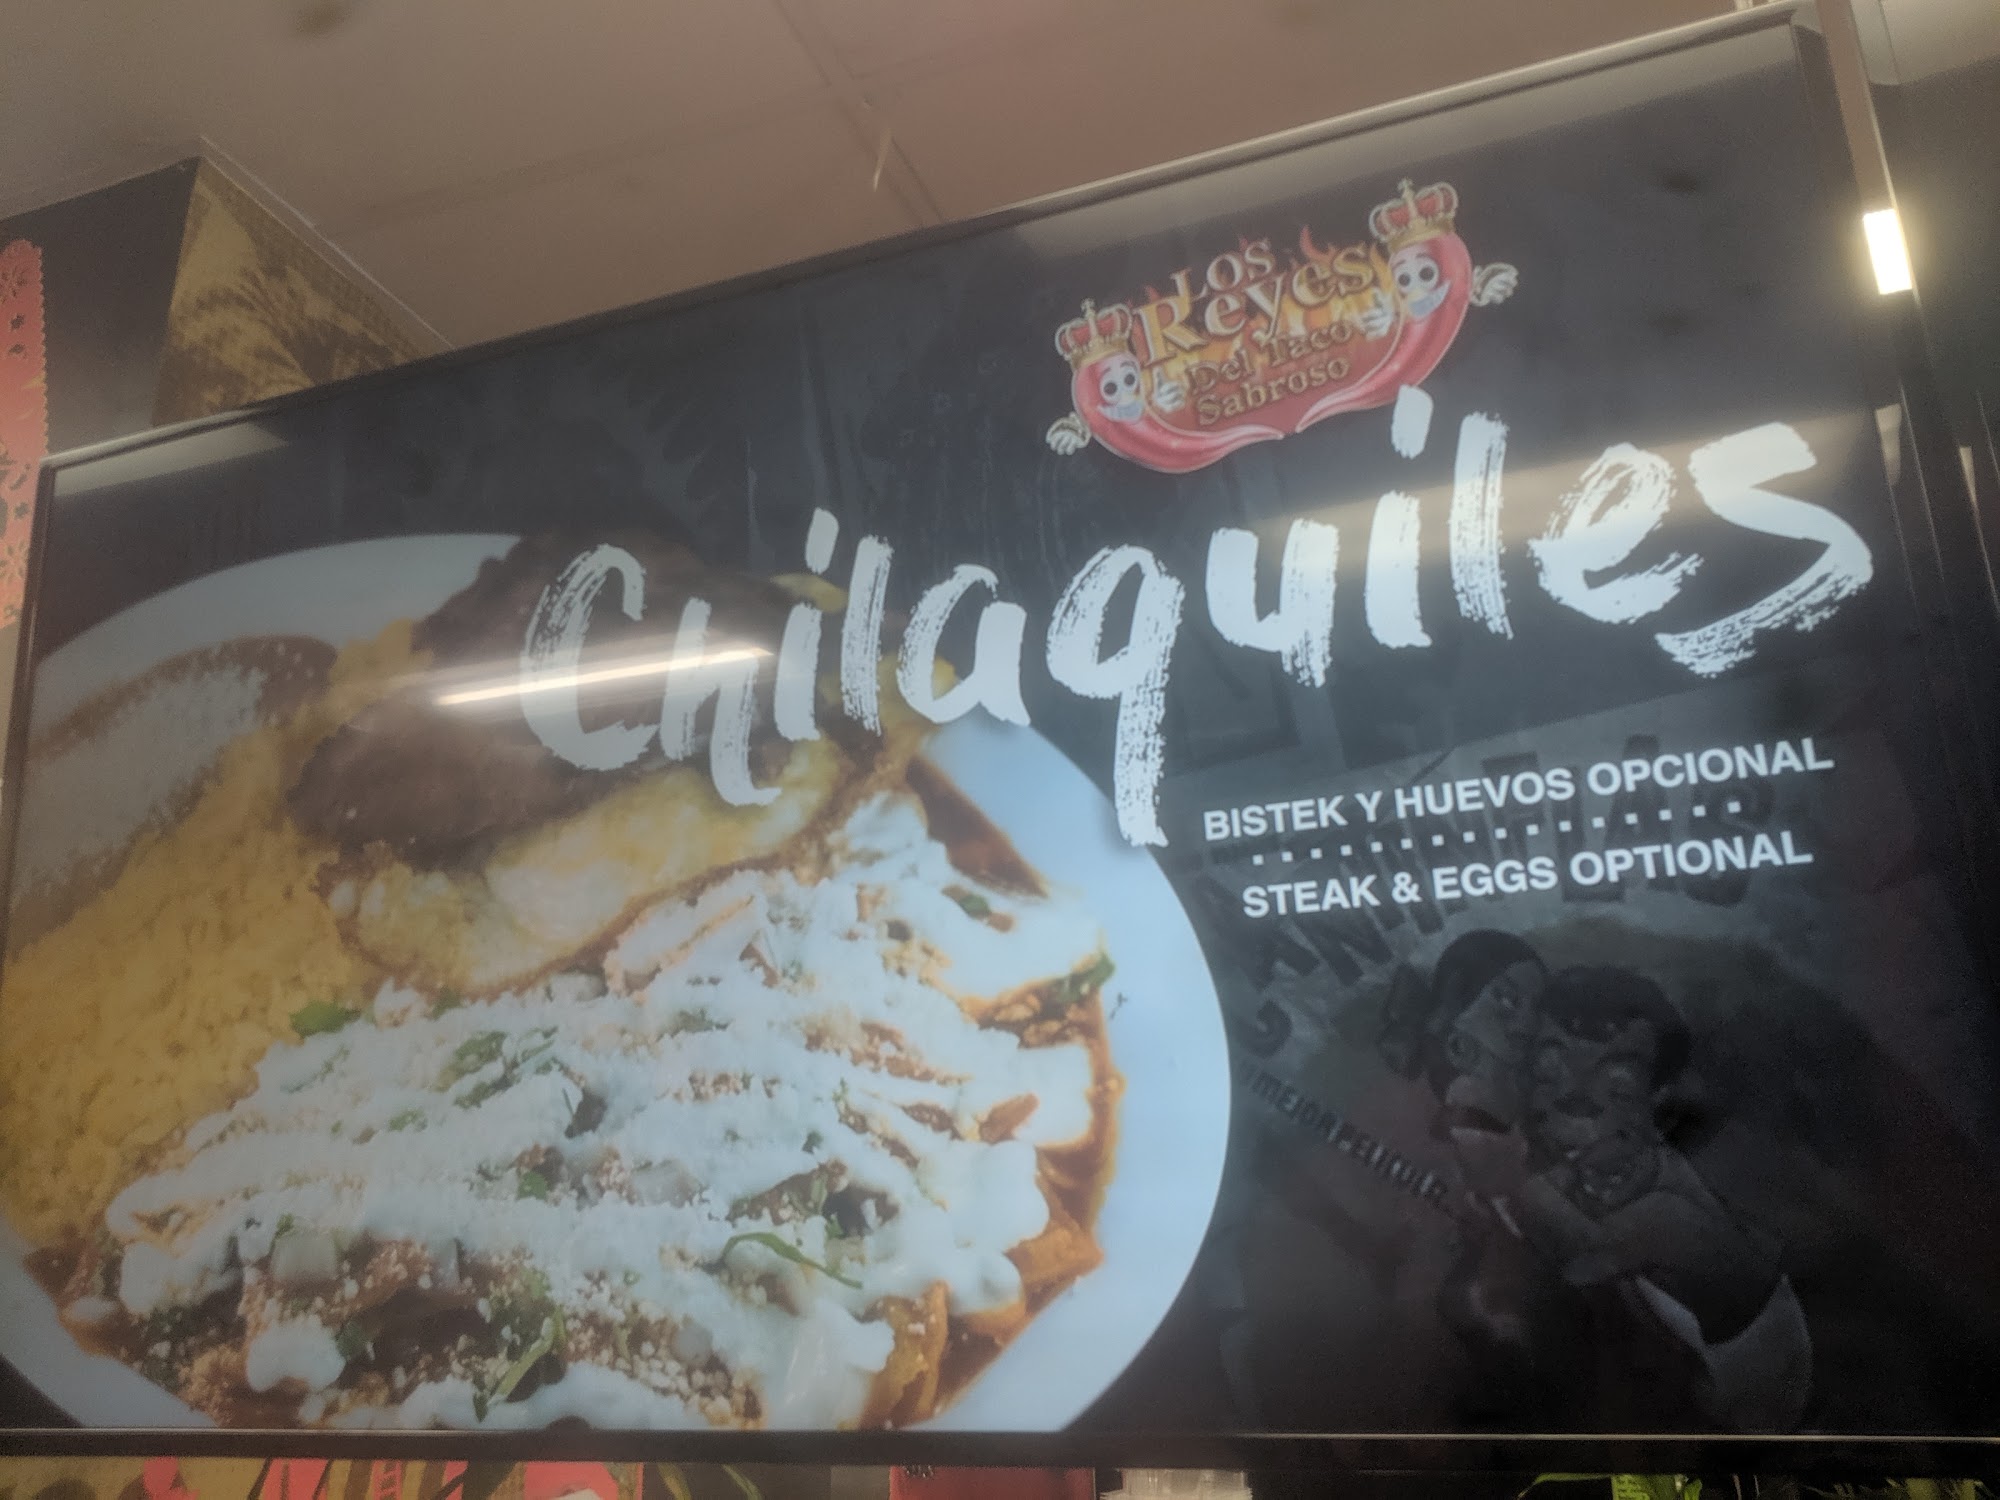 Los
Reyes
Del Taco
Sabroso
Chilaquiles
BISTEK Y HUEVOS OPCIONAL
STEAK & EGGS OPTIONAL